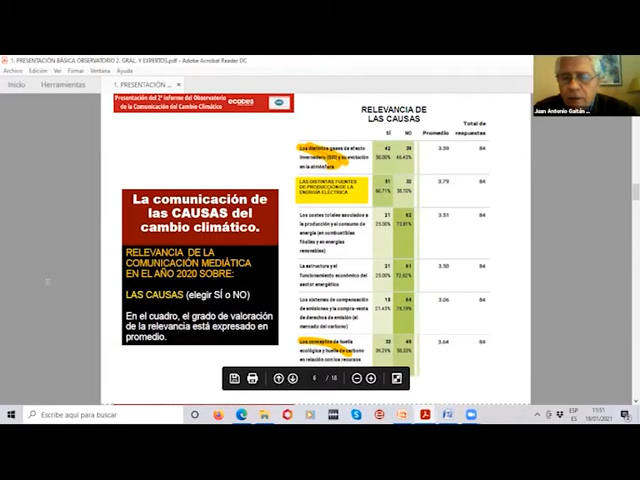 1. PRESENTACIÓN BÁSICA OBSERVATORIO 2. GRAL. Y EXPERTOS.pdf - Adobe Acrobat Reader DC
Archivo Edición Ver Firmar Ventana Ayuda
Inicio Herramientas 1. PRESENTACIÓN ... ×
Presentación del 2º informe del Observatorio
de la Comunicación del Cambio Climático
ecodes
La comunicación de
las CAUSAS del
cambio climático.
RELEVANCIA DE LA
COMUNICACIÓN MEDIÁTICA
EN EL AÑO 2020 SOBRE:
LAS CAUSAS (elegir SÍ o NO)
En el cuadro, el grado de valoración
de la relevancia está expresado en
promedio.
RELEVANCIA DE
LAS CAUSAS
SÍ NO Promedio Total de
respuestas
Los distintos gases de efecto
invernadero (GEI) y su evolución
en la atmósfera
42 39 3.59 84
50,00% 46,43%
LAS DISTINTAS FUENTES
DE PRODUCCIÓN DE LA
ENERGÍA ELÉCTRICA
51 32 3.79 84
60,71% 38,10%
Los costes totales asociados a
la producción y el consumo de
energía (en combustibles
fósiles y en energías
renovables)
21 62 3.51 84
25,00% 73,81%
La estructura y el
funcionamiento económico del
sector energético
21 61 3.50 84
25,00% 72,62%
Los sistemas de compensación
de emisiones y la compra-venta
de derechos de emisión (el
mercado del carbono)
18 64 3.06 84
21,43% 76,19%
Los conceptos de huella
ecológica y huella de carbono
en relación con los recursos
33 49 3.64 84
39,29% 58,33%
6 / 18
Juan Antonio Gaitán ...
Escribe aquí para buscar
ESP
ES
11:51
19/01/2021